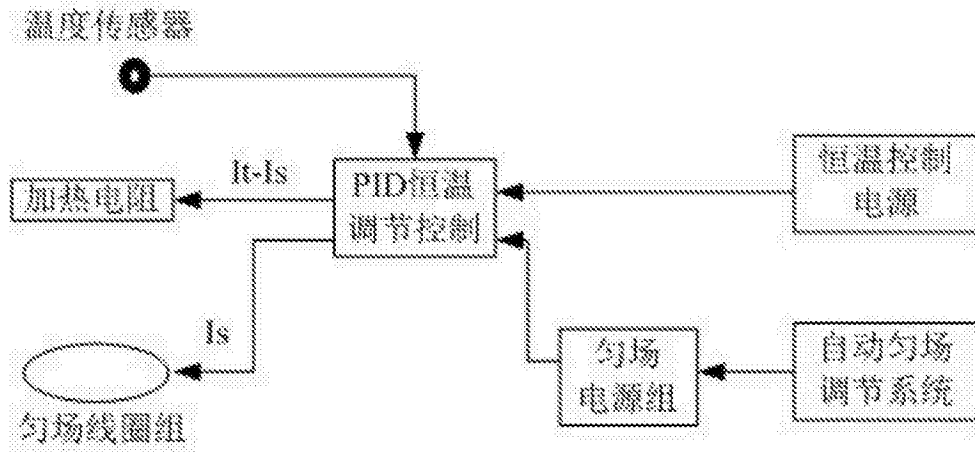 温度传感器
加热电阻
It-Is
PID恒温
调节控制
恒温控制
电源
Is
匀场线圈组
匀场
电源组
自动匀场
调节系统